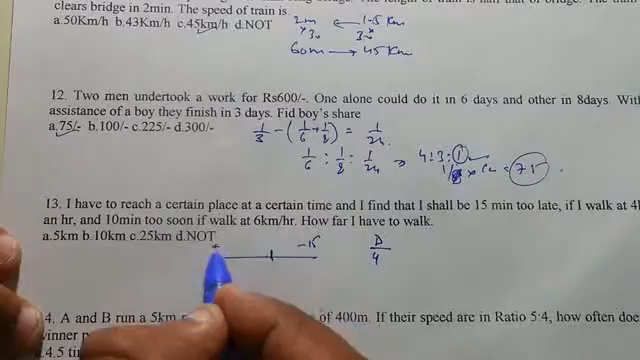 clears bridge in 2min. The speed of train is
a.50Km/h b.43Km/h c.45km/h d.NOT
2m ← 1.5 Km
60m → 45 Km
12. Two men undertook a work for Rs600/-. One alone could do it in 6 days and other in 8days. With
assistance of a boy they finish in 3 days. Fid boy's share
a.75/- b.100/- c.225/- d.300/-
1/3 - (1/6 + 1/8) = 1/24
1/6 : 1/8 : 1/24 ⇒ 4:3:1
1/8 × = 75
13. I have to reach a certain place at a certain time and I find that I shall be 15 min too late, if I walk at 4
an hr, and 10min too soon if walk at 6km/hr. How far I have to walk.
a.5km b.10km c.25km d.NOT
-15
D/4
4. A and B run a 5km of 400m. If their speed are in Ratio 5:4, how often doe
winner
4.5